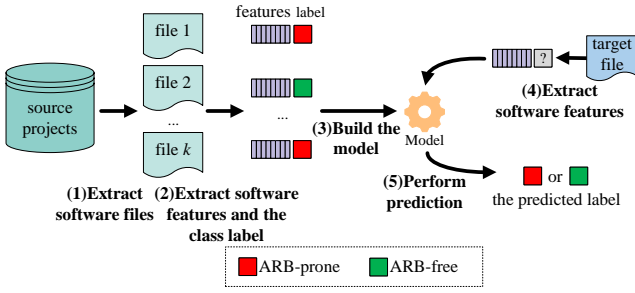 features label
file 1
file 2
...
file k
source
projects
...
?
target
file
(4)Extract
software features
(3)Build the
model
Model
(1)Extract
software files
(2)Extract software
features and the
class label
(5)Perform
prediction
or
the predicted label
ARB-prone
ARB-free